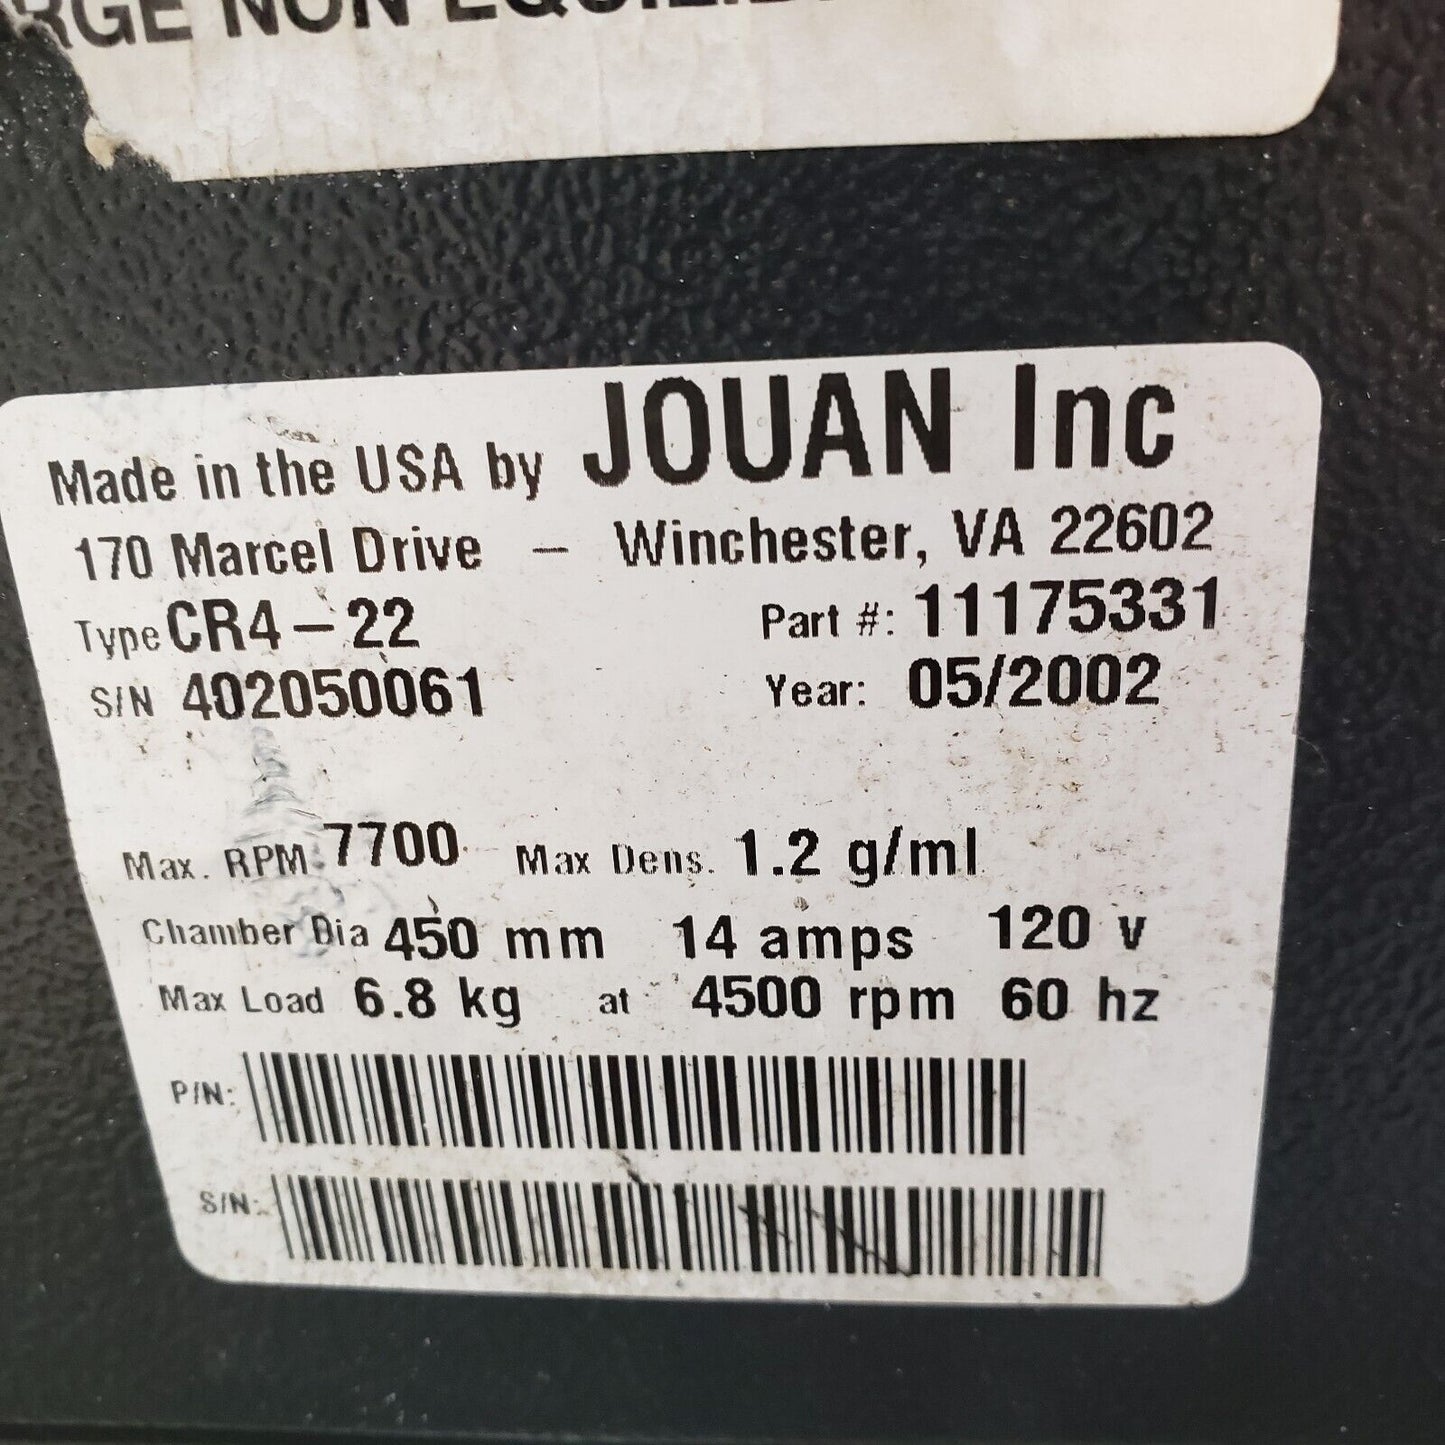 NON
Made in the USA by JOUAN Inc
170 Marcel Drive - Winchester, VA 22602
Type CR4-22 Part #: 11175331
S/N 402050061 Year: 05/2002
Max. RPM 7700 Max Dens. 1.2 g/ml
Chamber Dia 450 mm 14 amps 120 v
Max Load 6.8 kg at 4500 rpm 60 hz
P/N:
S/N: